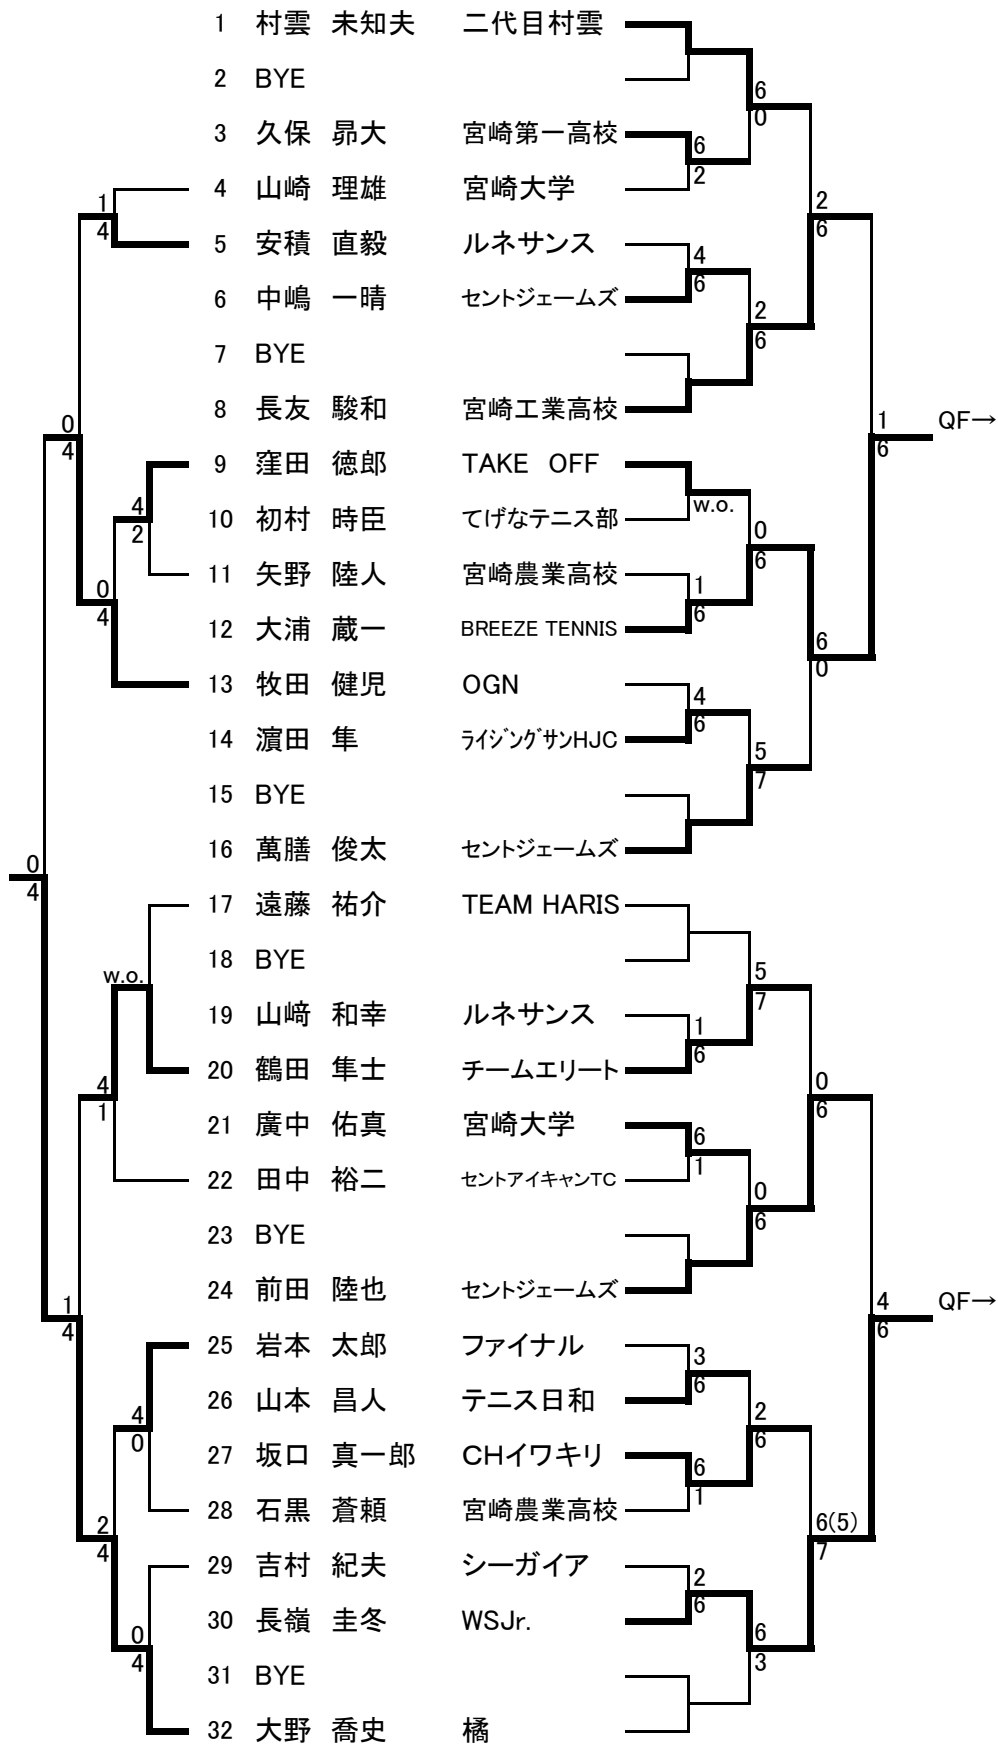 1 村雲 未知夫 二代目村雲
2 BYE
6
0
3 久保 昴大 宮崎第一高校
6
2
4 山崎 理雄 宮崎大学
1
4
2
6
5 安積 直毅 ルネサンス
4
6
6 中嶋 一晴 セントジェームズ
2
6
7 BYE
8 長友 駿和 宮崎工業高校
0
4
1
6
QF→
9 窪田 徳郎 TAKE OFF
4
2
w.o.
10 初村 時臣 てげなテニス部
0
6
11 矢野 陸人 宮崎農業高校
0
4
1
6
12 大浦 蔵一 BREEZE TENNIS
6
0
13 牧田 健児 OGN
4
6
14 濵田 隼 ライジングサンHJC
5
7
15 BYE
16 萬膳 俊太 セントジェームズ
0
4
17 遠藤 祐介 TEAM HARIS
18 BYE
w.o.
5
7
19 山﨑 和幸 ルネサンス
1
6
20 鶴田 隼士 チームエリート
4
1
0
6
21 廣中 佑真 宮崎大学
6
1
22 田中 裕二 セントアイキャンTC
0
6
23 BYE
24 前田 陸也 セントジェームズ
1
4
4
6
QF→
25 岩本 太郎 ファイナル
3
6
26 山本 昌人 テニス日和
4
0
2
6
27 坂口 真一郎 CHイワキリ
6
1
28 石黒 蒼頼 宮崎農業高校
2
4
6(5)
7
29 吉村 紀夫 シーガイア
2
6
30 長嶺 圭冬 WSJr.
0
4
6
3
31 BYE
32 大野 喬史 橘